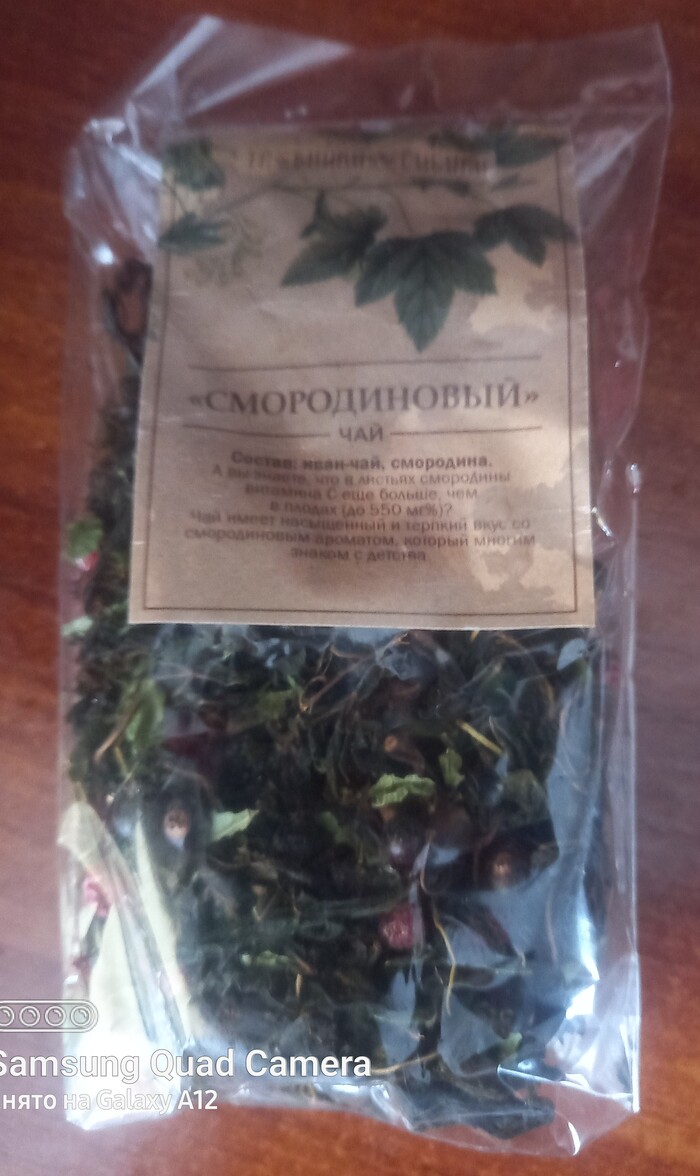 «СМОРОДИНОВЫЙ»
ЧАЙ
Состав: иван-чай, смородина.
А вы знаете, что в листьях смородины
витамина С еще больше, чем
в плодах (до 550 мг%)?
Чай имеет насыщенный и терпкий вкус со
смородиновым ароматом, который многим
знаком с детства
Samsung Quad Camera
нято на Galaxy A12